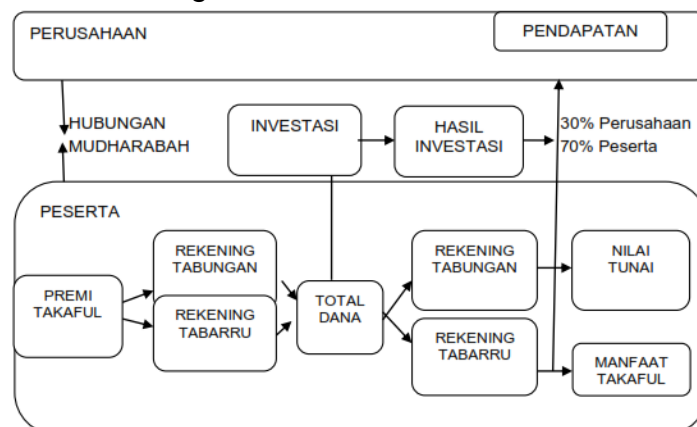 PERUSAHAAN
PENDAPATAN
HUBUNGAN
MUDHARABAH
INVESTASI
HASIL
INVESTASI
30% Perusahaan
70% Peserta
PESERTA
PREMI
TAKAFUL
REKENING
TABUNGAN
REKENING
TABARRU
TOTAL
DANA
REKENING
TABUNGAN
REKENING
TABARRU
NILAI
TUNAI
MANFAAT
TAKAFUL